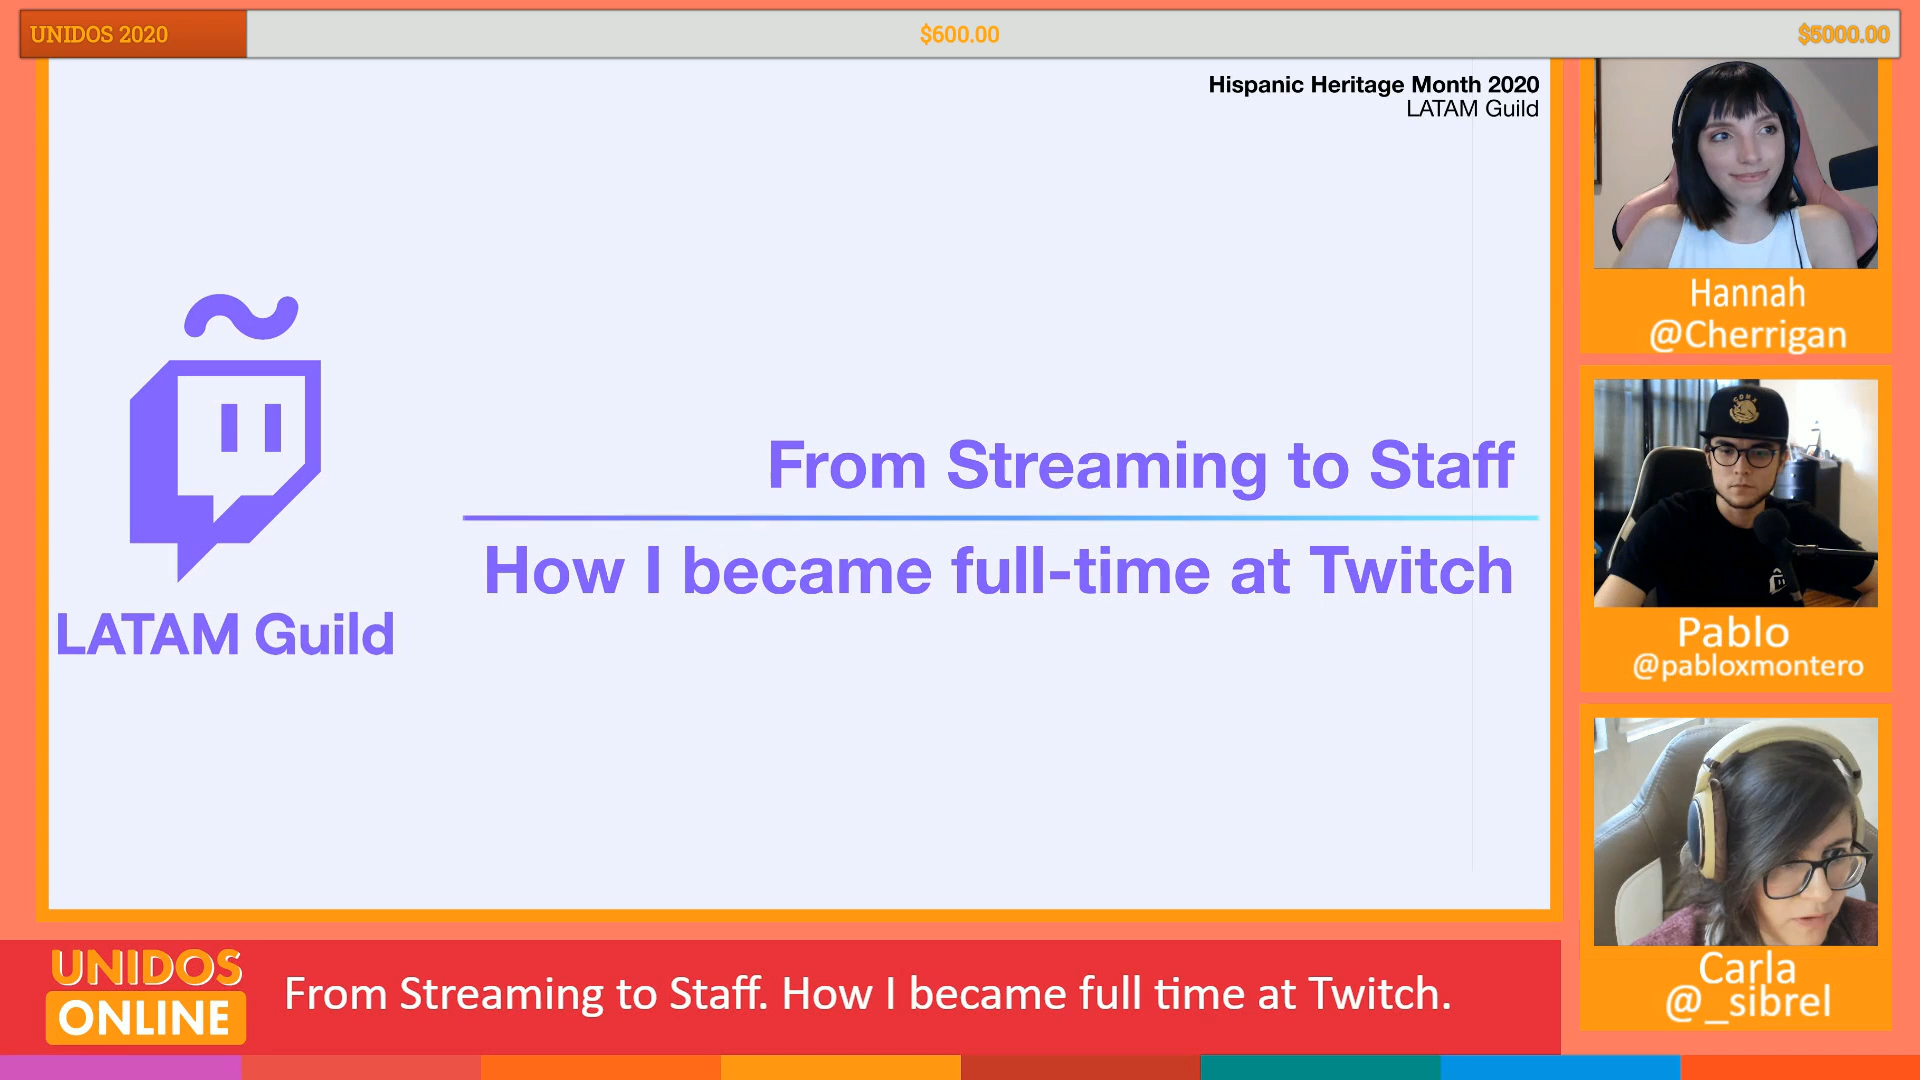 UNIDOS 2020
$600.00
$5000.00
Hispanic Heritage Month 2020
LATAM Guild
From Streaming to Staff
How I became full-time at Twitch
LATAM Guild
Hannah
@Cherrigan
Pablo
@pabloxmontero
Carla
@_sibrel
UNIDOS
ONLINE
From Streaming to Staff. How I became full time at Twitch.